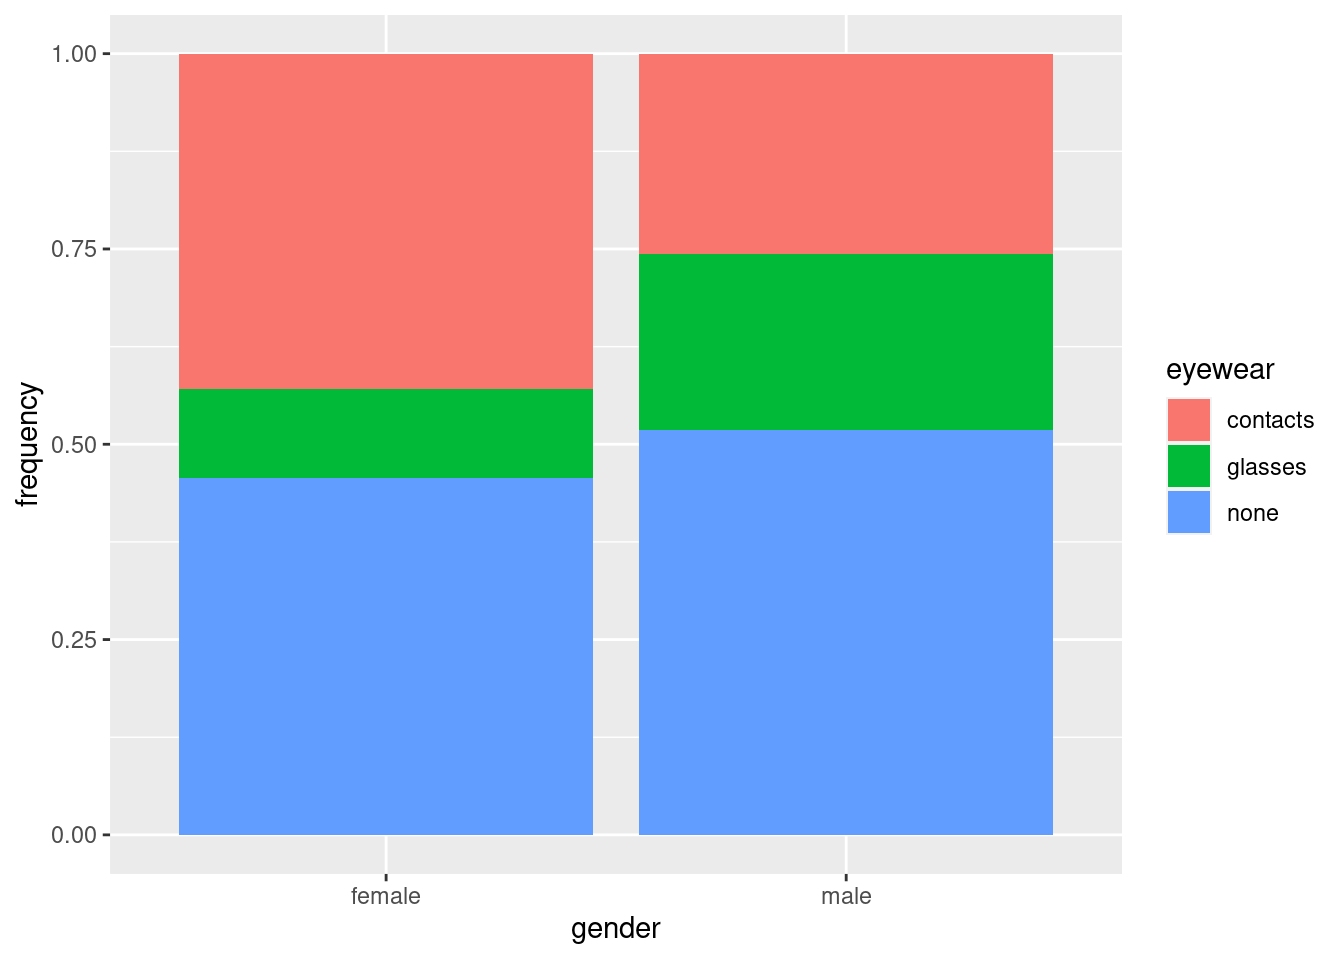 1.00
0.75
0.50
0.25
0.00
frequency
female
male
gender
eyewear
contacts
glasses
none